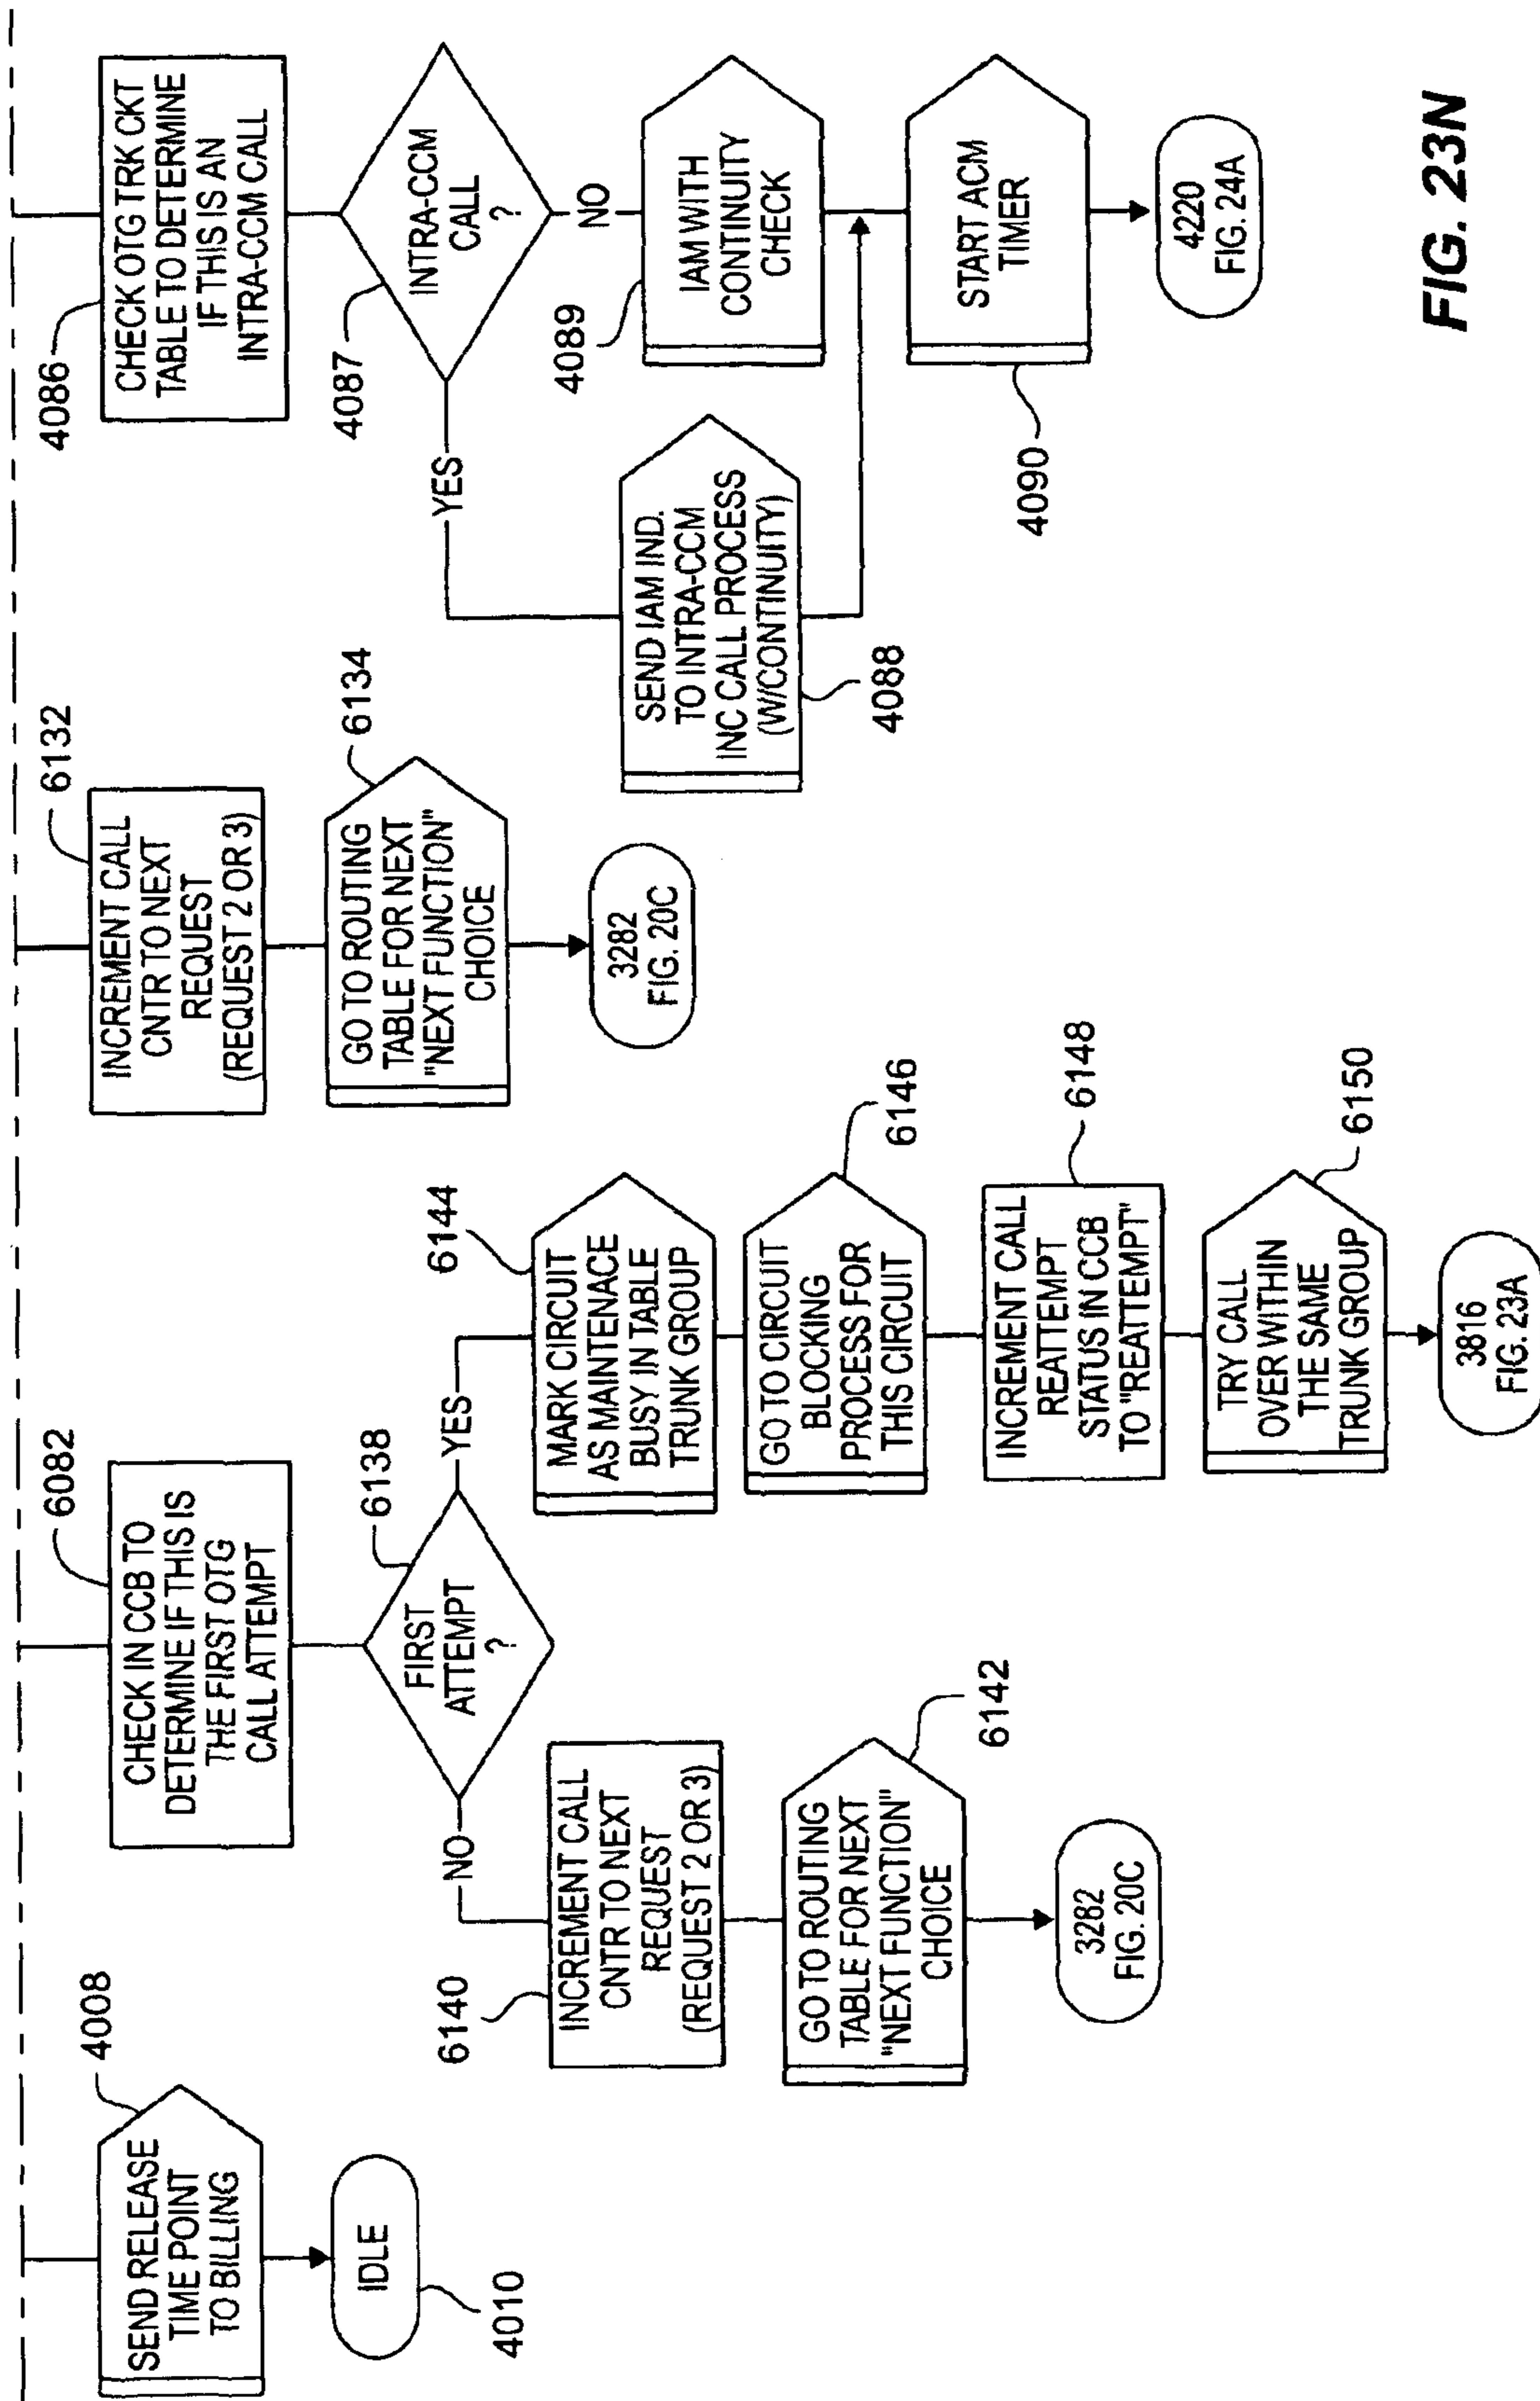 4008
SEND RELEASE
TIME POINT
TO BILLING
IDLE
4010
6082
CHECK IN CCB TO
DETERMINE IF THIS IS
THE FIRST OTG
CALL ATTEMPT
6138
FIRST
ATTEMPT
?
NO
YES
6140
INCREMENT CALL
CNTR TO NEXT
REQUEST
(REQUEST 2 OR 3)
GO TO ROUTING
TABLE FOR NEXT
"NEXT FUNCTION"
CHOICE
6142
3282
FIG. 20C
6144
MARK CIRCUIT
AS MAINTENACE
BUSY IN TABLE
TRUNK GROUP
GO TO CIRCUIT
BLOCKING
PROCESS FOR
THIS CIRCUIT
6146
INCREMENT CALL
REATTEMPT
STATUS IN CCB
TO "REATTEMPT"
6148
TRY CALL
OVER WITHIN
THE SAME
TRUNK GROUP
6150
3816
FIG. 23A
6132
INCREMENT CALL
CNTR TO NEXT
REQUEST
(REQUEST 2 OR 3)
6134
GO TO ROUTING
TABLE FOR NEXT
"NEXT FUNCTION"
CHOICE
3282
FIG. 20C
4086
CHECK OTG TRK CKT
TABLE TO DETERMINE
IF THIS IS AN
INTRA-CCM CALL
4087
INTRA-CCM
CALL
?
YES
NO
SEND IAM IND.
TO INTRA-CCM
INC CALL PROCESS
(W/CONTINUITY)
4088
4089
IAM WITH
CONTINUITY
CHECK
START ACM
TIMER
4090
4220
FIG. 24A
FIG. 23N